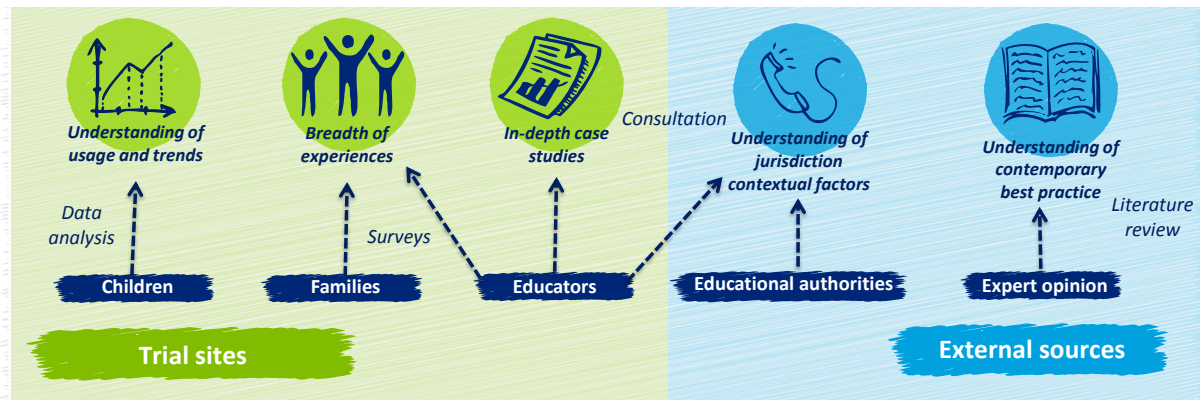 Understanding of
usage and trends
Breadth of
experiences
In-depth case
studies
Consultation
Understanding of
jurisdiction
contextual factors
Understanding of
contemporary
best practice
Data
analysis
Surveys
Literature
review
Children
Families
Educators
Educational authorities
Expert opinion
Trial sites
External sources